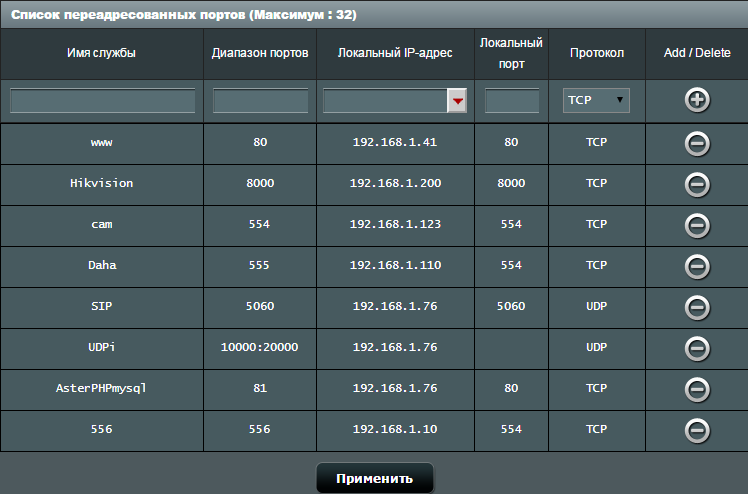 Список переадресованных портов (Максимум : 32)
Имя службы Диапазон портов Локальный IP-адрес Локальный порт Протокол Add / Delete
TCP
www 80 192.168.1.41 80 TCP
Hikvision 8000 192.168.1.200 8000 TCP
cam 554 192.168.1.123 554 TCP
Daha 555 192.168.1.110 554 TCP
SIP 5060 192.168.1.76 5060 UDP
UDPi 10000:20000 192.168.1.76 UDP
AsterPHPmysql 81 192.168.1.76 80 TCP
556 556 192.168.1.10 554 TCP
Применить